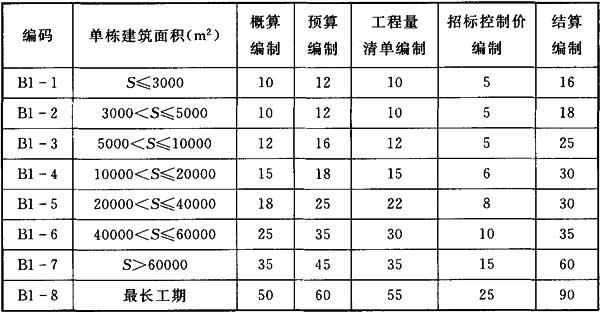 编码 单栋建筑面积(m²) 概算编制 预算编制 工程量清单编制 招标控制价编制 结算编制
B1-1 S≤3000 10 12 10 5 16
B1-2 3000<S≤5000 10 12 10 5 18
B1-3 5000<S≤10000 12 16 12 5 25
B1-4 10000<S≤20000 15 18 15 6 30
B1-5 20000<S≤40000 18 25 22 8 30
B1-6 40000<S≤60000 25 35 30 10 35
B1-7 S>60000 35 45 35 15 60
B1-8 最长工期 50 60 55 25 90